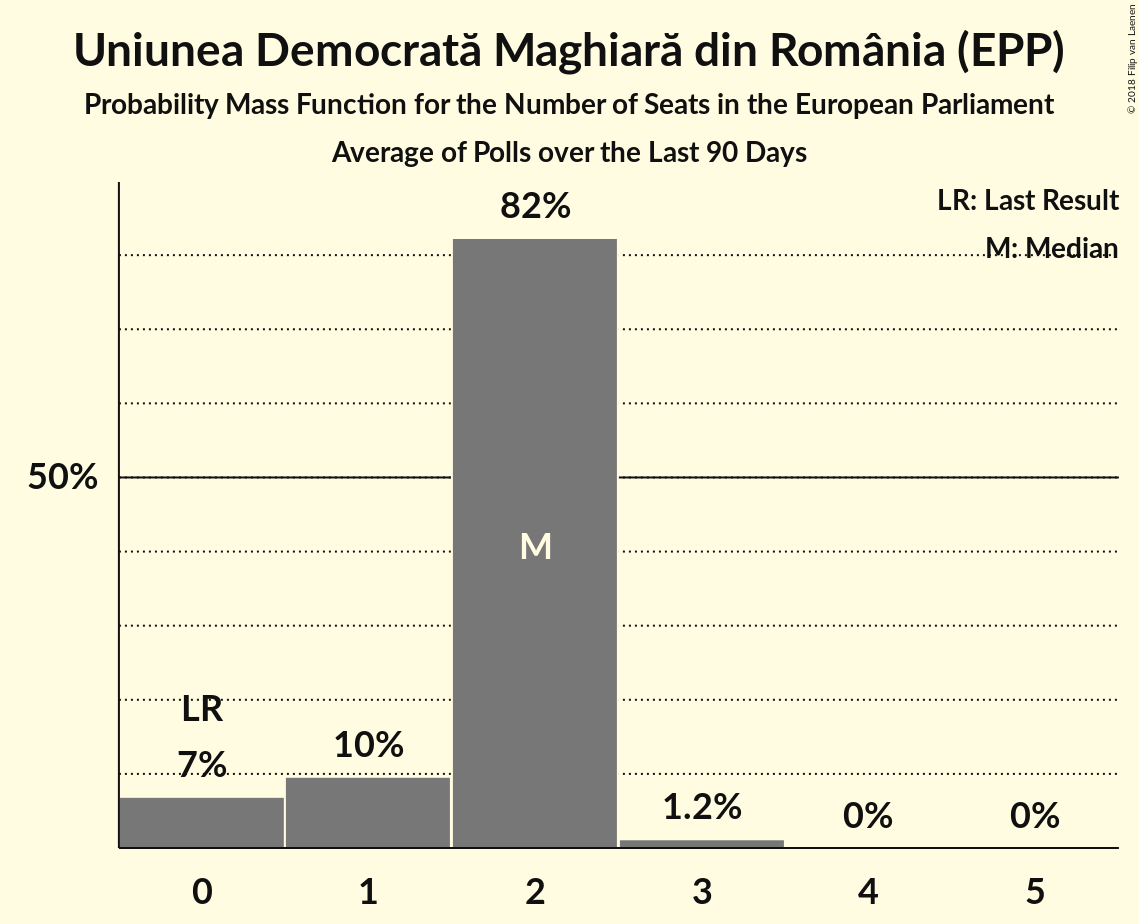 Uniunea Democrată Maghiară din România (EPP)
Probability Mass Function for the Number of Seats in the European Parliament
Average of Polls over the Last 90 Days
© 2018 Filip van Laenen
LR: Last Result
M: Median
82%
50%
M
LR
7%
10%
1.2%
0%
0%
0 1 2 3 4 5